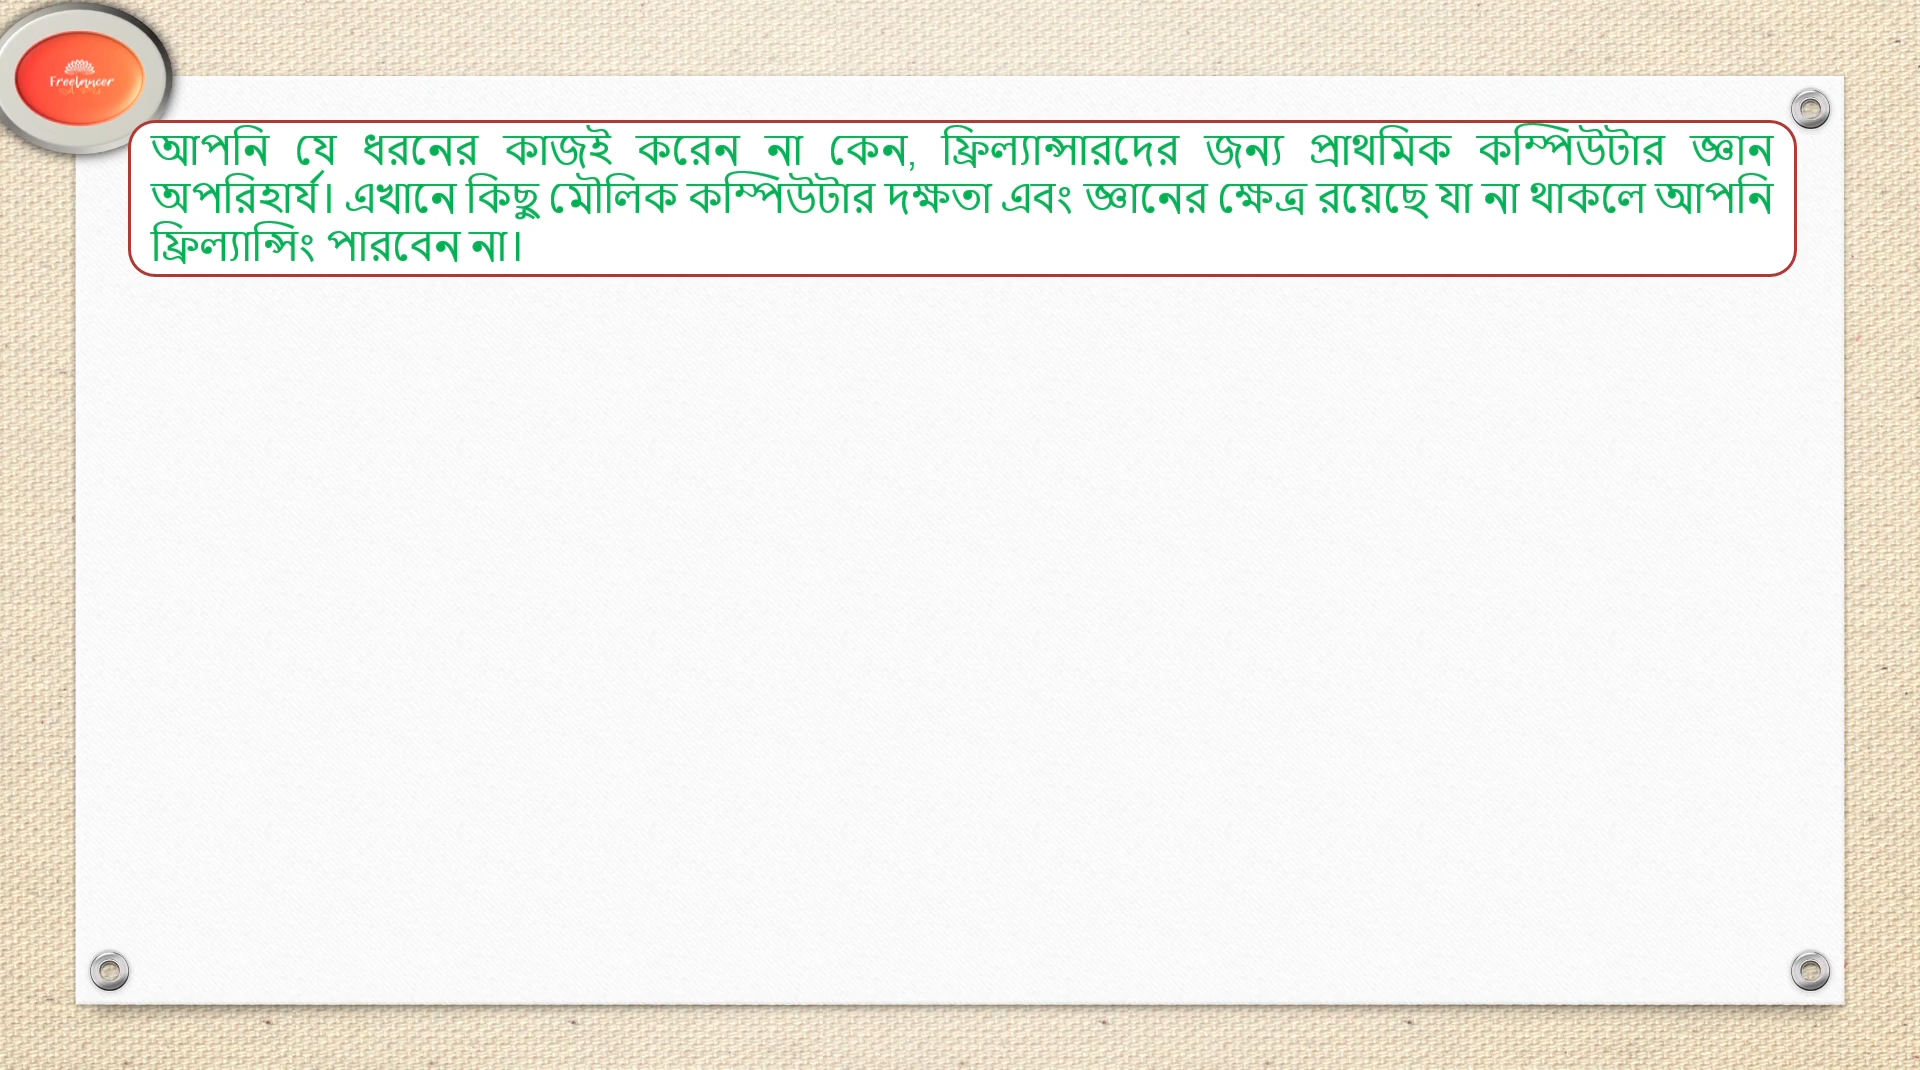 Freelancer
আপনি যে ধরনের কাজই করেন না কেন, ফ্রিল্যান্সারদের জন্য প্রাথমিক কম্পিউটার জ্ঞান
অপরিহার্য। এখানে কিছু মৌলিক কম্পিউটার দক্ষতা এবং জ্ঞানের ক্ষেত্র রয়েছে যা না থাকলে আপনি
ফ্রিল্যান্সিং পারবেন না।